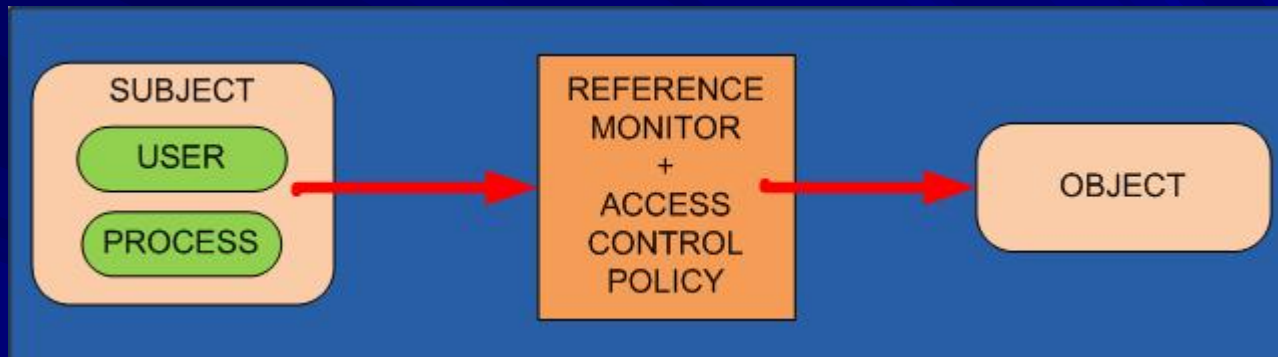 SUBJECT
USER
PROCESS
REFERENCE
MONITOR
+
ACCESS
CONTROL
POLICY
OBJECT